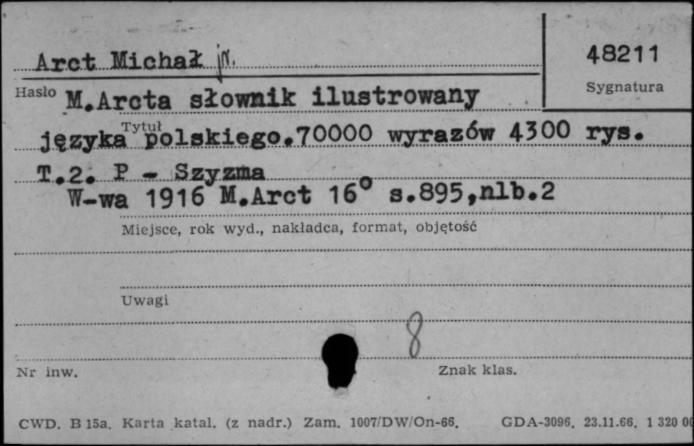 Arct Michał jr.
48211
Hasło
Sygnatura
M.Arcta słownik ilustrowany
Tytuł
języka polskiego.70000 wyrazów 4300 rys.
T.2. P - Szyzma
W-wa 1916 M.Arct 16° s.895,nlb.2
Miejsce, rok wyd., nakładca, format, objętość
Uwagi
8
Nr inw.
Znak klas.
CWD. B 15a. Karta katal. (z nadr.) Zam. 1007/DW/On-66. GDA-3096. 23.11.66. 1 320 00